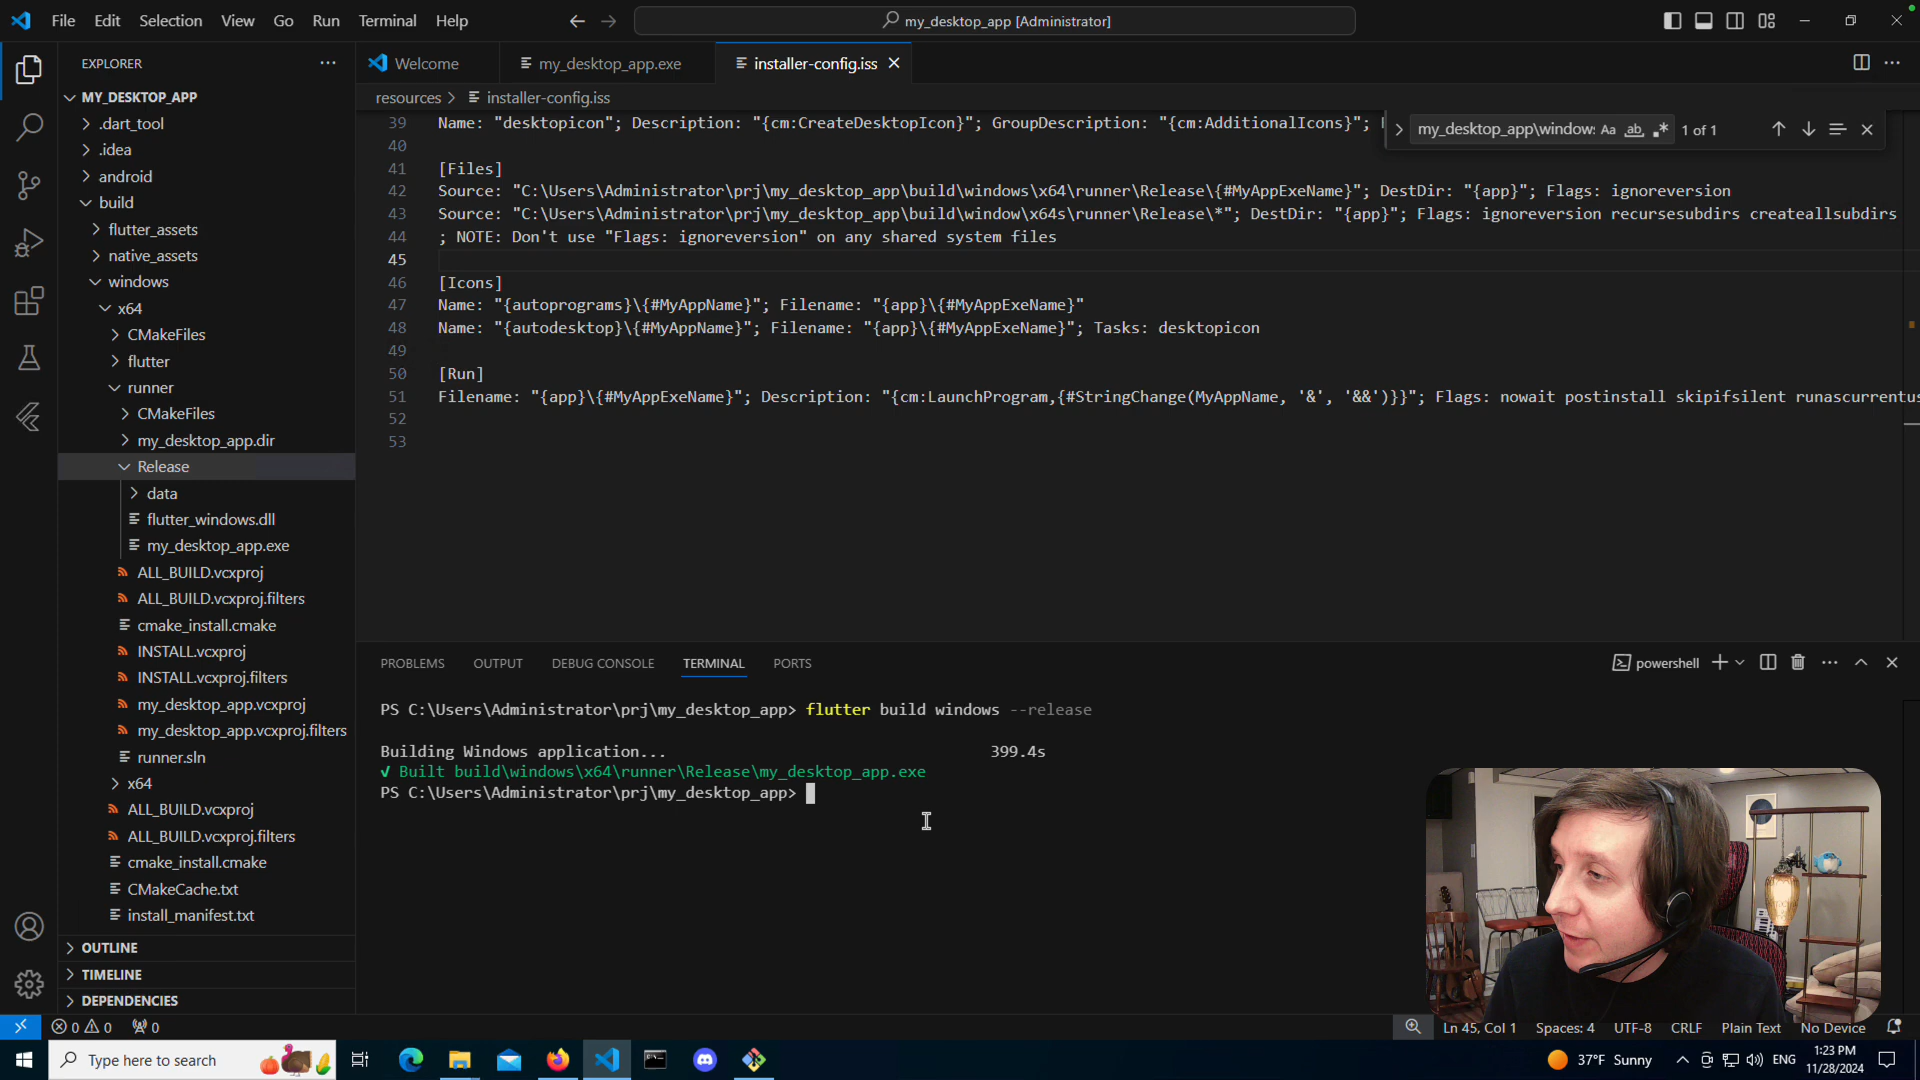 File Edit Selection View Go Run Terminal Help
my_desktop_app [Administrator]
EXPLORER
Welcome
my_desktop_app.exe
installer-config.iss
MY_DESKTOP_APP
resources > installer-config.iss
.dart_tool
.idea
android
build
flutter_assets
native_assets
windows
x64
CMakeFiles
flutter
runner
CMakeFiles
my_desktop_app.dir
Release
data
flutter_windows.dll
my_desktop_app.exe
ALL_BUILD.vcxproj
ALL_BUILD.vcxproj.filters
cmake_install.cmake
INSTALL.vcxproj
INSTALL.vcxproj.filters
my_desktop_app.vcxproj
my_desktop_app.vcxproj.filters
runner.sln
x64
ALL_BUILD.vcxproj
ALL_BUILD.vcxproj.filters
cmake_install.cmake
CMakeCache.txt
install_manifest.txt
OUTLINE
TIMELINE
DEPENDENCIES
my_desktop_app\window: Aa ab .* 1 of 1
39 Name: "desktopicon"; Description: "{cm:CreateDesktopIcon}"; GroupDescription: "{cm:AdditionalIcons}";
40
41 [Files]
42 Source: "C:\Users\Administrator\prj\my_desktop_app\build\windows\x64\runner\Release\{#MyAppExeName}"; DestDir: "{app}"; Flags: ignoreversion
43 Source: "C:\Users\Administrator\prj\my_desktop_app\build\window\x64s\runner\Release\*"; DestDir: "{app}"; Flags: ignoreversion recursesubdirs createallsubdirs
44 ; NOTE: Don't use "Flags: ignoreversion" on any shared system files
45
46 [Icons]
47 Name: "{autoprograms}\{#MyAppName}"; Filename: "{app}\{#MyAppExeName}"
48 Name: "{autodesktop}\{#MyAppName}"; Filename: "{app}\{#MyAppExeName}"; Tasks: desktopicon
49
50 [Run]
51 Filename: "{app}\{#MyAppExeName}"; Description: "{cm:LaunchProgram,{#StringChange(MyAppName, '&', '&&')}}"; Flags: nowait postinstall skipifsilent runascurrentus
52
53
PROBLEMS OUTPUT DEBUG CONSOLE TERMINAL PORTS
powershell
PS C:\Users\Administrator\prj\my_desktop_app> flutter build windows --release
Building Windows application... 399.4s
√ Built build\windows\x64\runner\Release\my_desktop_app.exe
PS C:\Users\Administrator\prj\my_desktop_app>
0 0 0
Ln 45, Col 1 Spaces: 4 UTF-8 CRLF Plain Text No Device
Type here to search
37°F Sunny
ENG
1:23 PM
11/28/2024